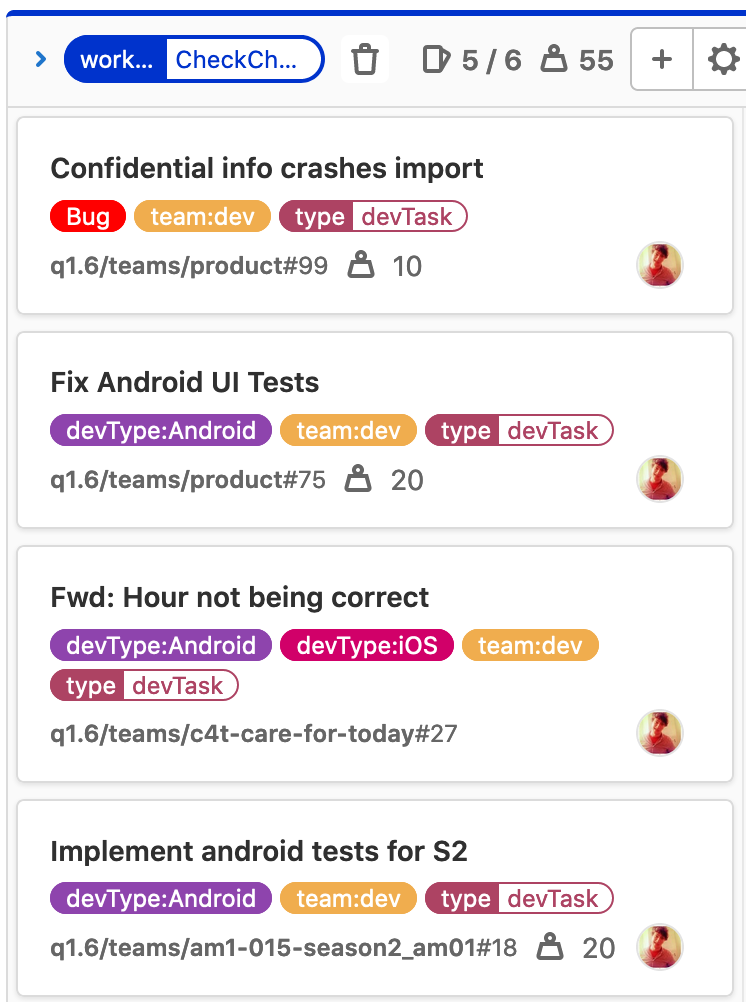 work... CheckCh... 5 / 6 55
Confidential info crashes import
Bug team:dev type devTask
q1.6/teams/product#99 10
Fix Android UI Tests
devType:Android team:dev type devTask
q1.6/teams/product#75 20
Fwd: Hour not being correct
devType:Android devType:iOS team:dev
type devTask
q1.6/teams/c4t-care-for-today#27
Implement android tests for S2
devType:Android team:dev type devTask
q1.6/teams/am1-015-season2_am01#18 20